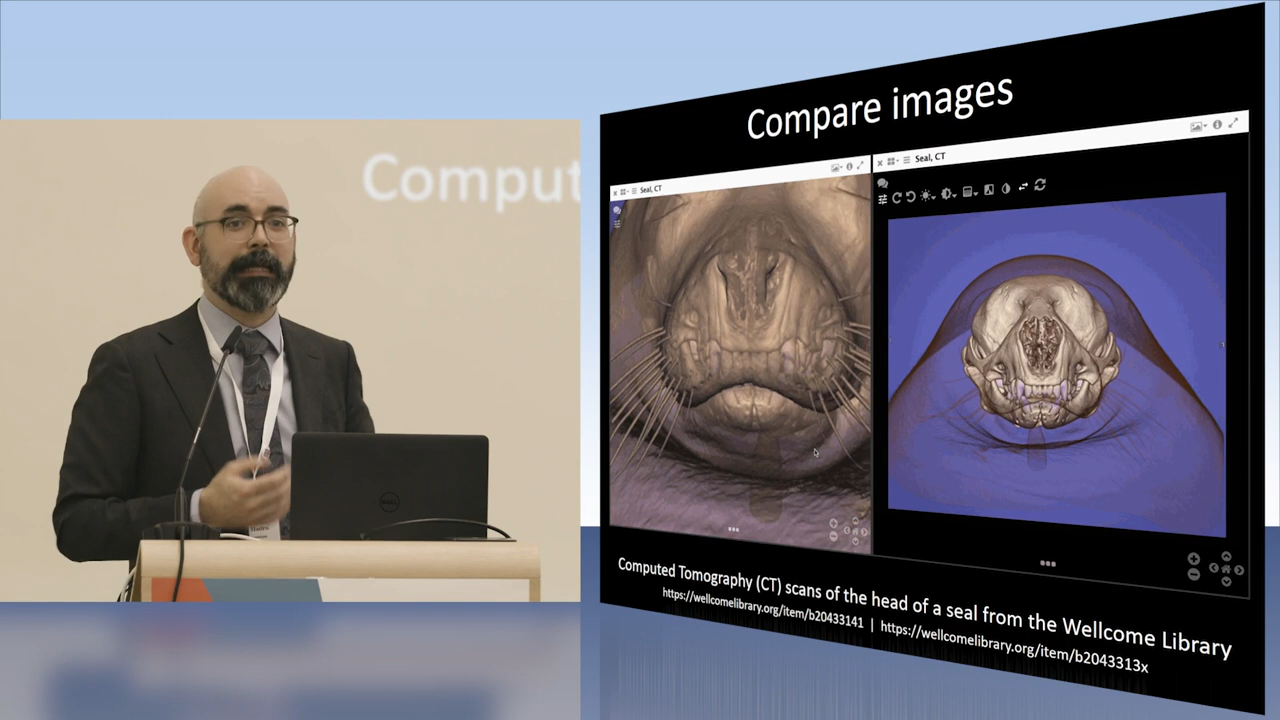 Comput
DELL
Compare images
Seal, CT
Seal, CT
Computed Tomography (CT) scans of the head of a seal from the Wellcome Library
https://wellcomelibrary.org/item/b20433141 | https://wellcomelibrary.org/item/b2043313x